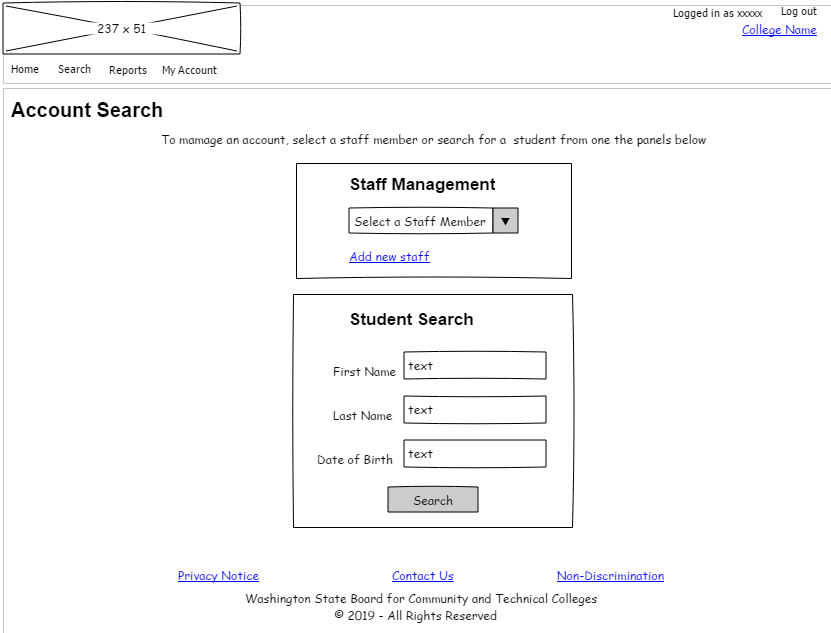 237 x 51
Logged in as xxxxx Log out
College Name
Home Search Reports My Account
Account Search
To mamage an account, select a staff member or search for a student from one the panels below
Staff Management
Select a Staff Member ▼
Add new staff
Student Search
First Name text
Last Name text
Date of Birth text
Search
Privacy Notice Contact Us Non-Discrimination
Washington State Board for Community and Technical Colleges
© 2019 - All Rights Reserved